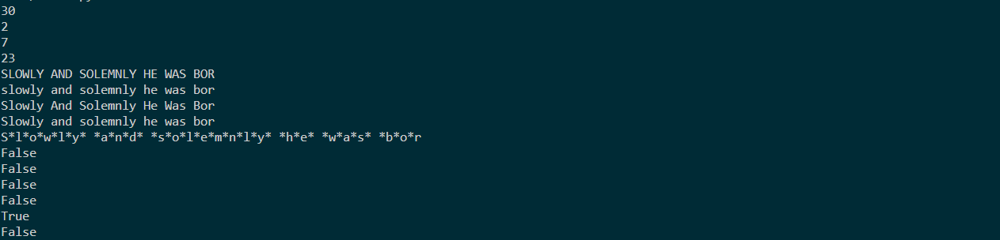 30
2
7
23
SLOWLY AND SOLEMNLY HE WAS BOR
slowly and solemnly he was bor
Slowly And Solemnly He Was Bor
Slowly and solemnly he was bor
S*l*o*w*l*y* *a*n*d* *s*o*l*e*m*n*l*y* *h*e* *w*a*s* *b*o*r
False
False
False
False
True
False